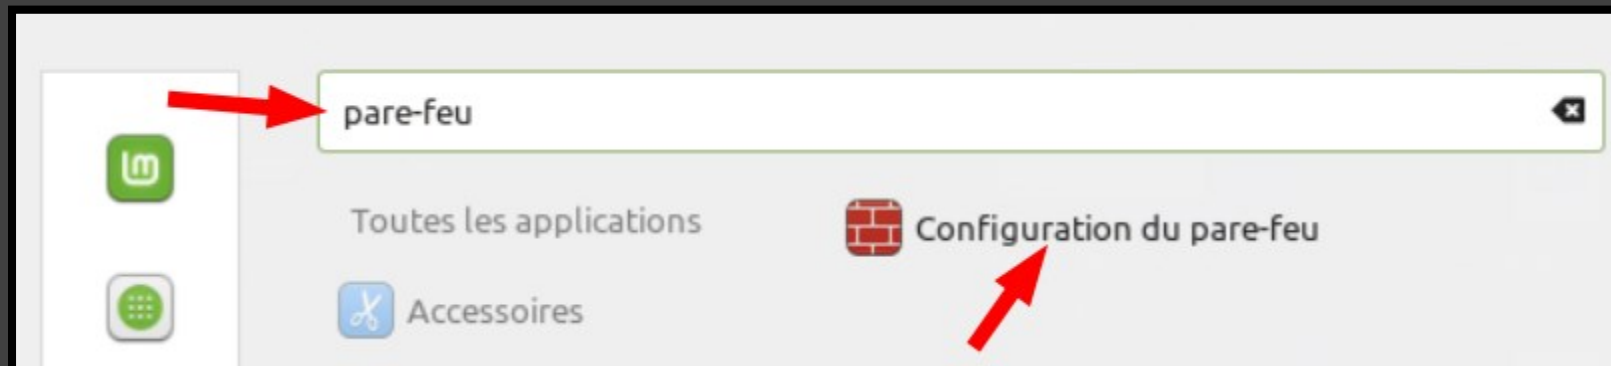 pare-feu
Toutes les applications
Configuration du pare-feu
Accessoires